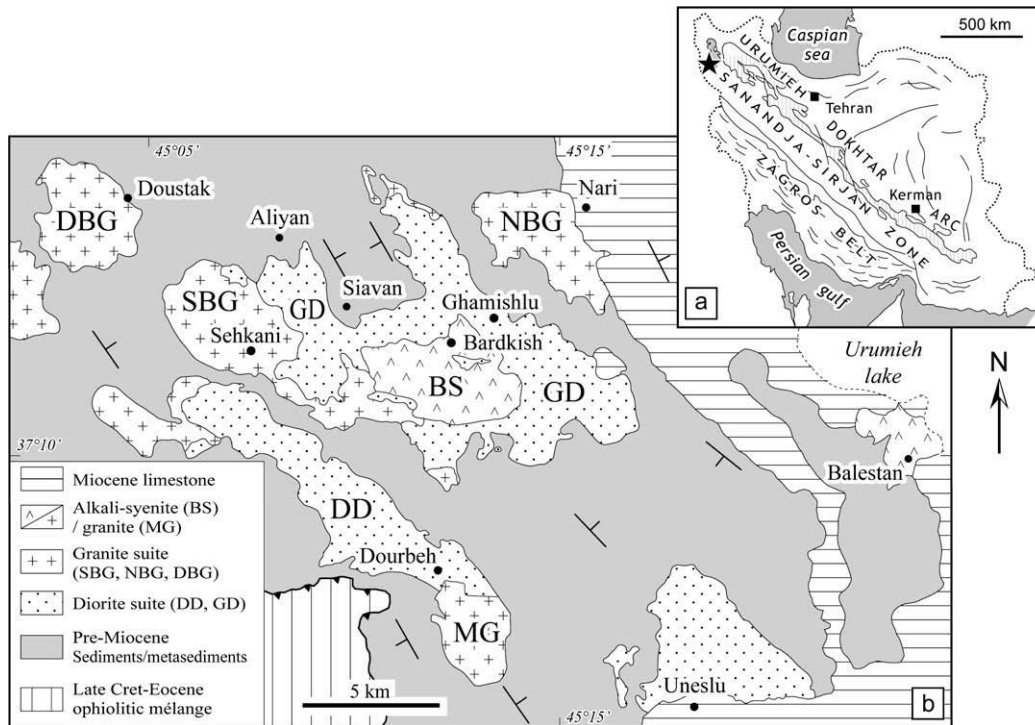 500 km
Caspian
sea
URUMIEH
DOKHTAR
ARC
SANANDJA-SIRJAN ZONE
ZAGROS
BELT
Tehran
Kerman
Persian gulf
a
45°05'
45°15'
Doustak
DBG
Aliyan
Nari
NBG
SBG
GD
Siavan
Ghamishlu
Sehkani
Bardkish
BS
GD
Urumieh
lake
N
37°10'
Balestan
DD
Dourbeh
MG
Uneslu
5 km
45°15'
b
Miocene limestone
Alkali-syenite (BS)
/ granite (MG)
Granite suite
(SBG, NBG, DBG)
Diorite suite (DD, GD)
Pre-Miocene
Sediments/metasediments
Late Cret-Eocene
ophiolitic mélange